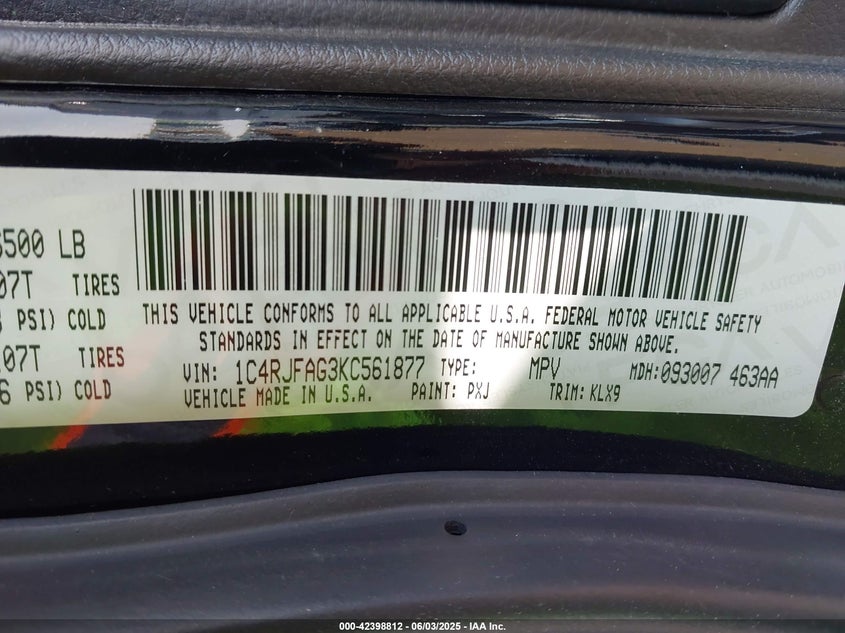 500 LB
07T TIRES
PSI) COLD
07T TIRES
6 PSI) COLD
THIS VEHICLE CONFORMS TO ALL APPLICABLE U.S.A. FEDERAL MOTOR VEHICLE SAFETY
STANDARDS IN EFFECT ON THE DATE OF MANUFACTURE SHOWN ABOVE.
VIN: 1C4RJFAG3KC561877 TYPE: MPV MDH: 093007 463AA
VEHICLE MADE IN U.S.A. PAINT: PXJ TRIM: KLX9
000-42398812 - 06/03/2025 - IAA Inc.